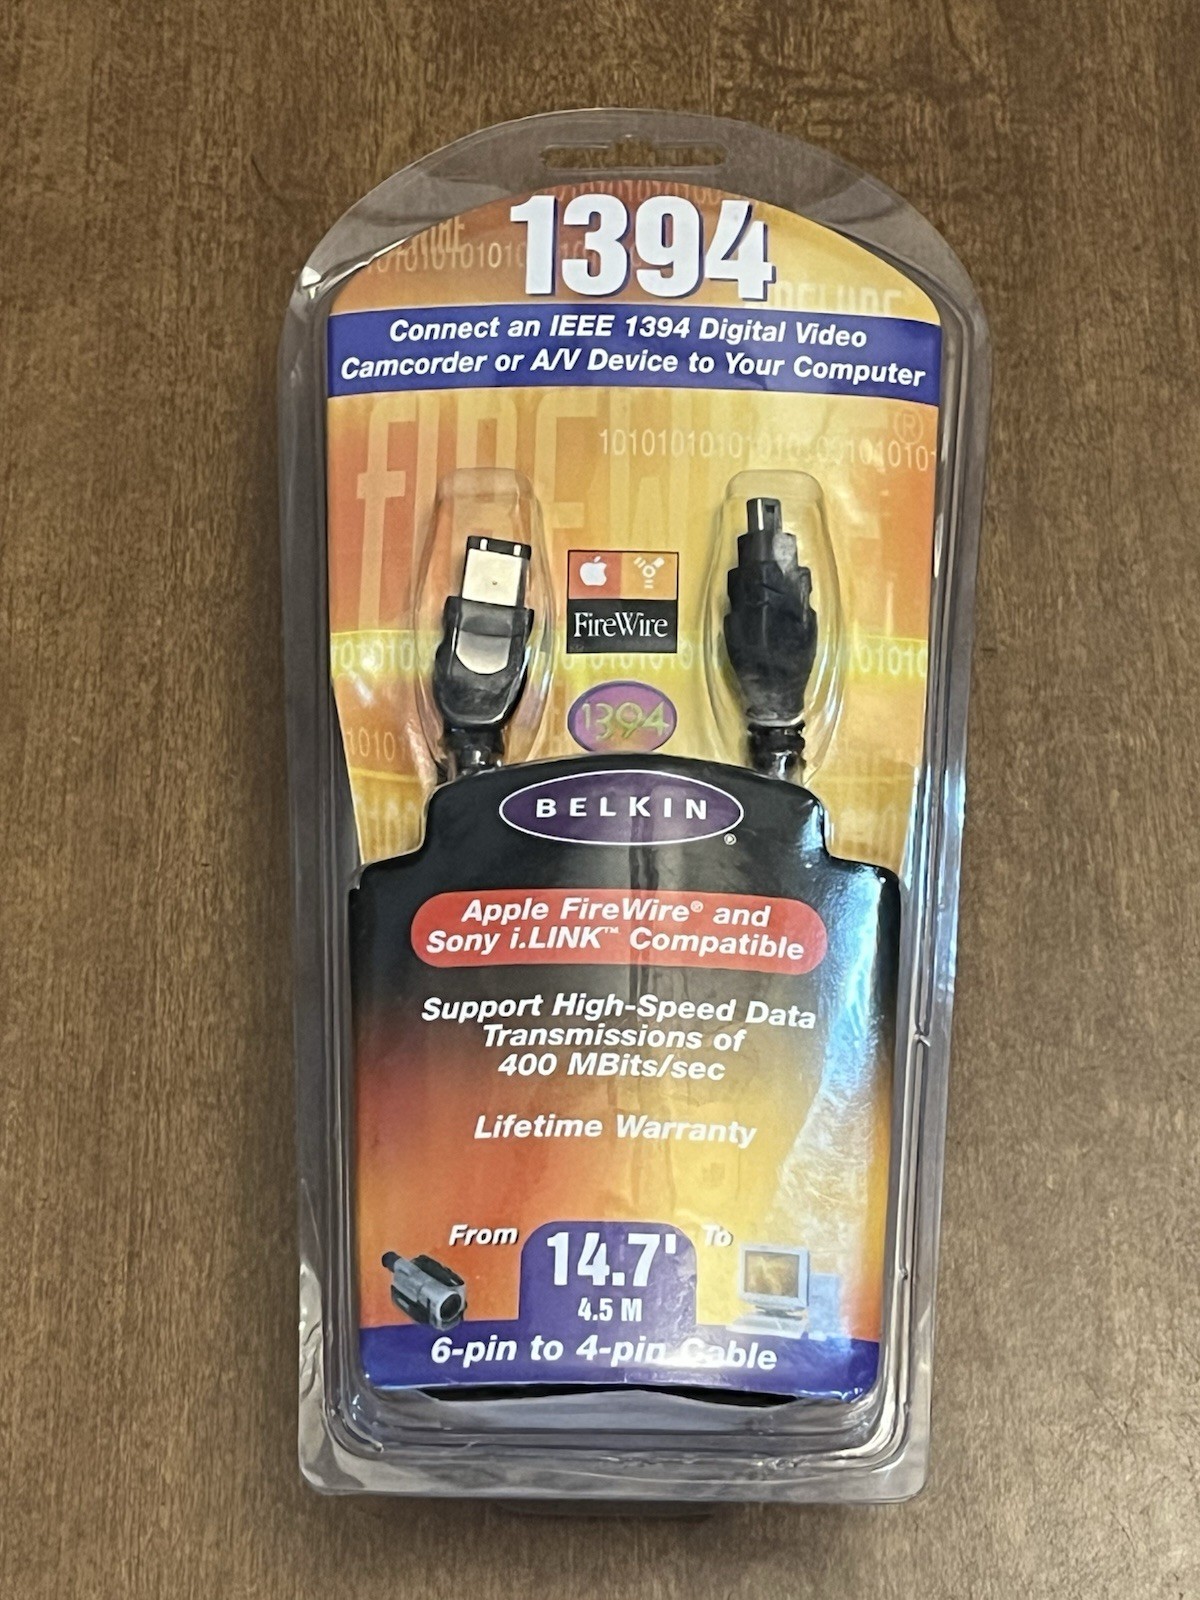 1394
Connect an IEEE 1394 Digital Video
Camcorder or A/V Device to Your Computer
FIREWIRE
®
FireWire
1394
BELKIN
®
Apple FireWire® and
Sony i.LINK™ Compatible
Support High-Speed Data
Transmissions of
400 MBits/sec
Lifetime Warranty
From 14.7' To
4.5 M
6-pin to 4-pin Cable